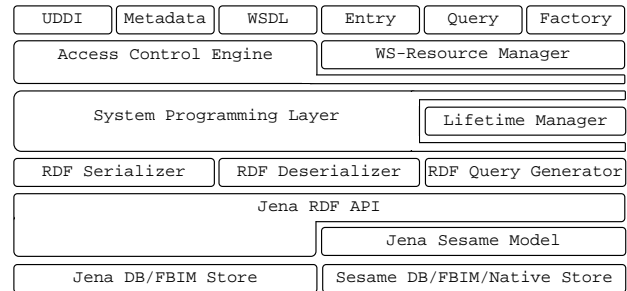 UDDI Metadata WSDL Entry Query Factory
Access Control Engine WS-Resource Manager
System Programming Layer Lifetime Manager
RDF Serializer RDF Deserializer RDF Query Generator
Jena RDF API
Jena Sesame Model
Jena DB/FBIM Store Sesame DB/FBIM/Native Store